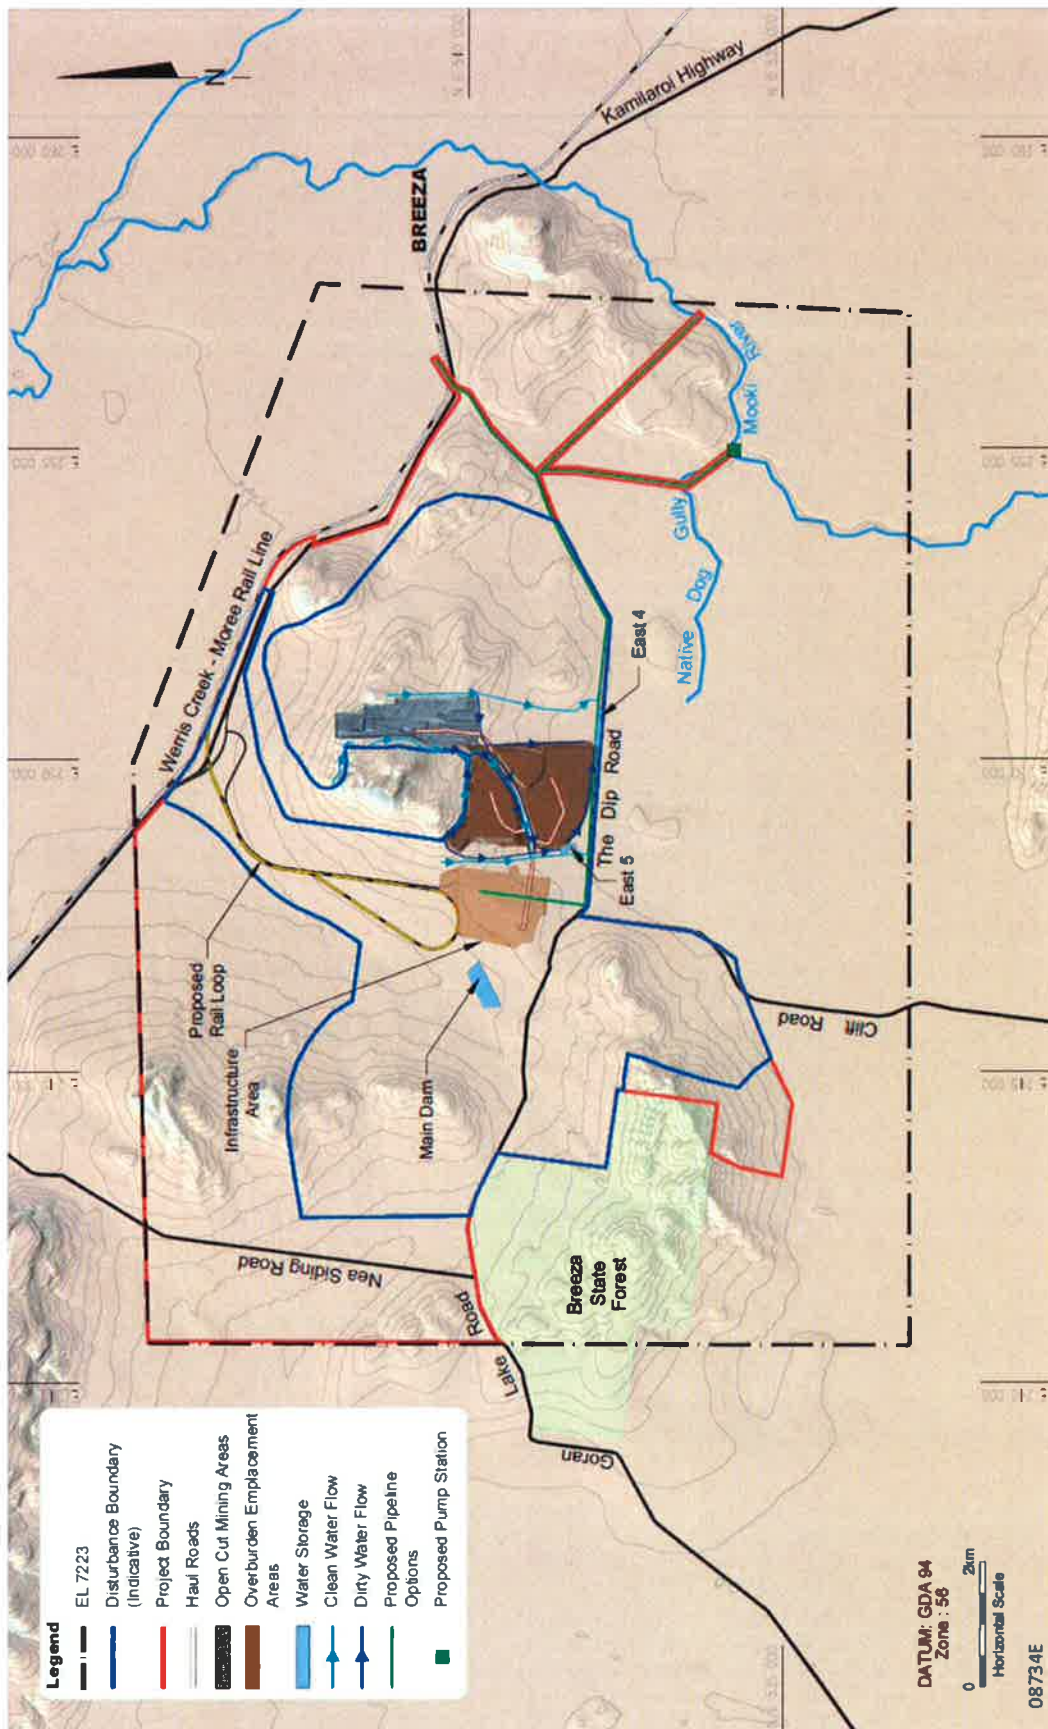 Legend
EL 7223
Disturbance Boundary
(Indicative)
Project Boundary
Haul Roads
Open Cut Mining Areas
Overburden Emplacement
Areas
Water Storage
Clean Water Flow
Dirty Water Flow
Proposed Pipeline
Options
Proposed Pump Station
N
BREEZA
Kamilaroi Highway
Werris Creek - Moree Rail Line
Proposed
Rail Loop
Infrastructure
Area
Main Dam
Nea Siding Road
Lake
Road
Goran
Breeza
State
Forest
The Dip Road
East 5
East 4
Clift
Road
Native
Dog
Gully
Mooki
River
DATUM: GDA 94
Zone : 56
0
2km
Horizontal Scale
08734E